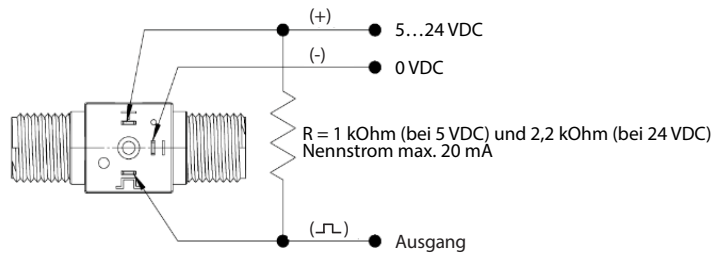 (+)
5…24 VDC
(-)
0 VDC
R = 1 kOhm (bei 5 VDC) und 2,2 kOhm (bei 24 VDC)
Nennstrom max. 20 mA
Ausgang